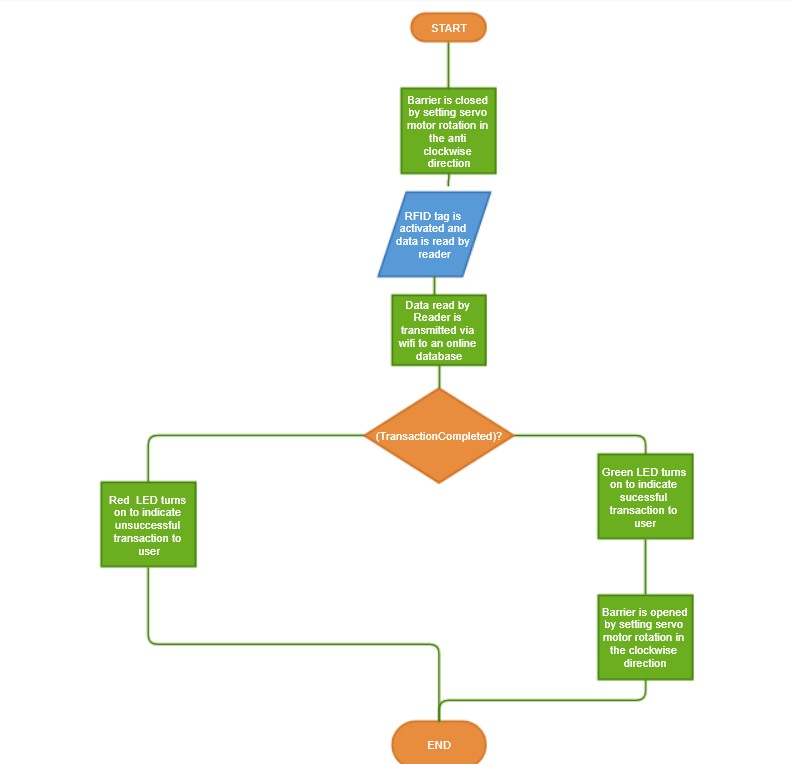 START
Barrier is closed
by setting servo
motor rotation in
the anti
clockwise
direction
RFID tag is
activated and
data is read by
reader
Data read by
Reader is
transmitted via
wifi to an online
database
(TransactionCompleted)?
Red LED turns
on to indicate
unsuccessful
transaction to
user
Green LED turns
on to indicate
sucessful
transaction to
user
Barrier is opened
by setting servo
motor rotation in
the clockwise
direction
END